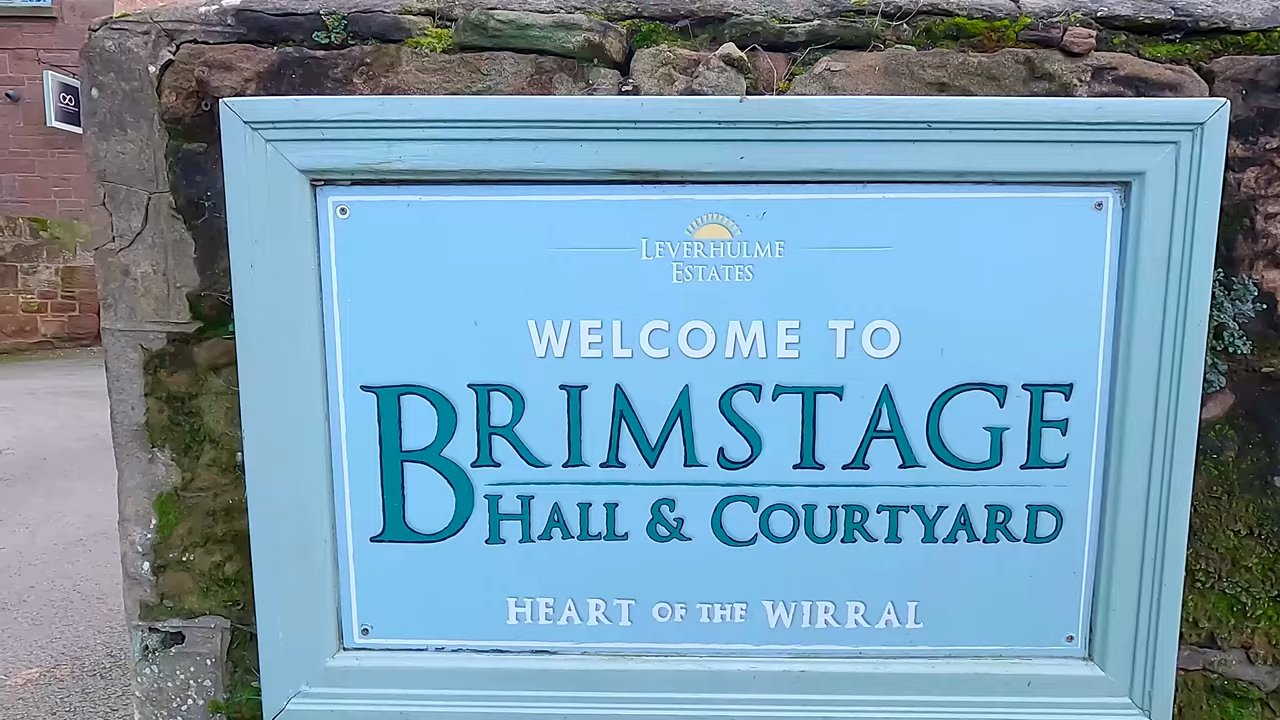 LEVERHULME
ESTATES
WELCOME TO
BRIMSTAGE
HALL & COURTYARD
HEART OF THE WIRRAL